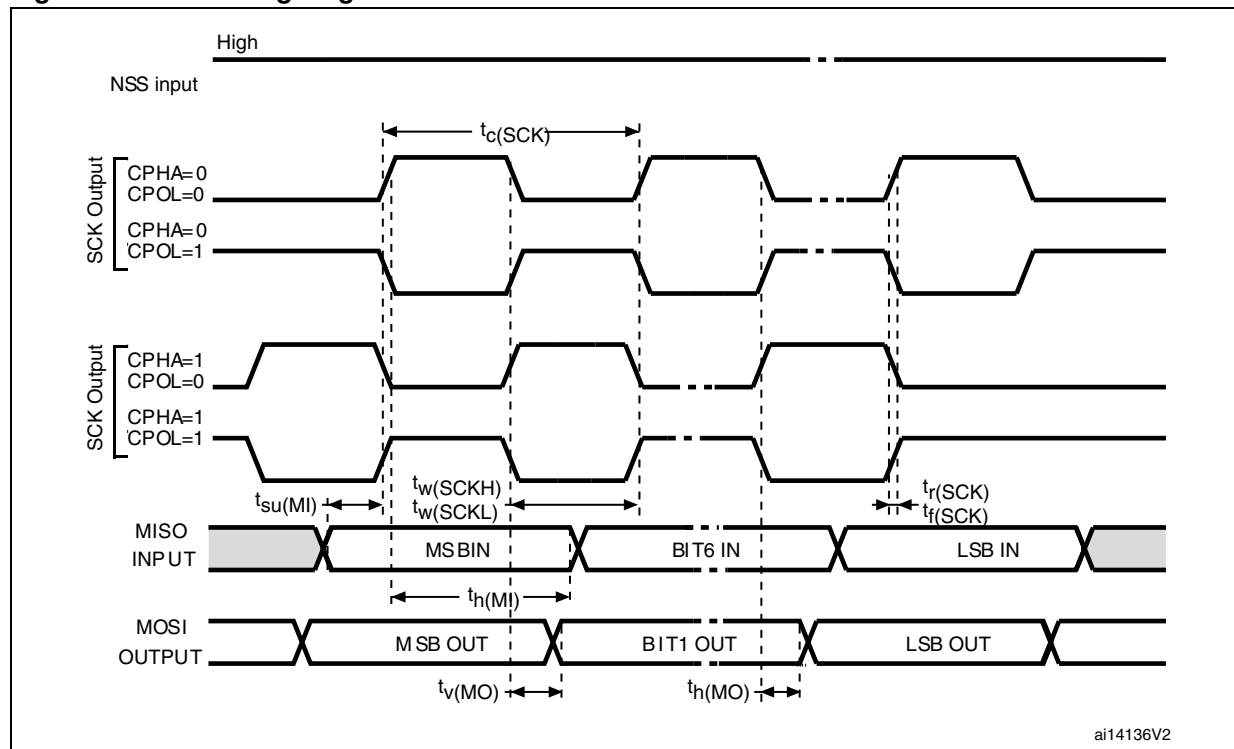 High
NSS input
tc(SCK)
SCK Output
CPHA=0
CPOL=0
CPHA=0
CPOL=1
SCK Output
CPHA=1
CPOL=0
CPHA=1
CPOL=1
tsu(MI)
tw(SCKH)
tw(SCKL)
tr(SCK)
tf(SCK)
MISO
INPUT
MSBIN
BIT6 IN
LSB IN
th(MI)
MOSI
OUTPUT
MSB OUT
BIT1 OUT
LSB OUT
tv(MO)
th(MO)
ai14136V2